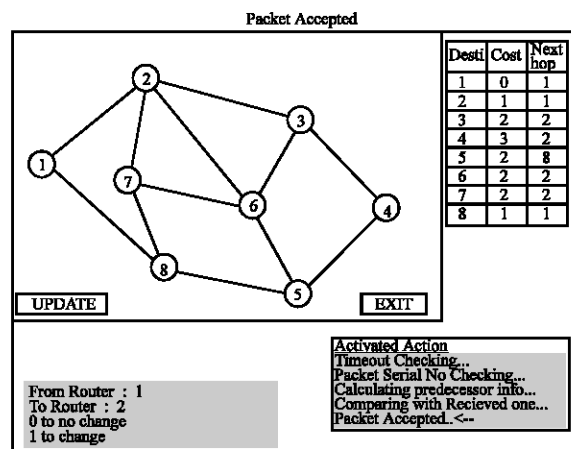 Packet Accepted
Desti Cost Next hop
1 0 1
2 1 1
3 2 2
4 3 2
5 2 8
6 2 2
7 2 2
8 1 1
2
3
1
7
6
4
8
5
UPDATE
EXIT
Activated Action
Timeout Checking...
Packet Serial No Checking...
Calculating predecessor info...
Comparing with Recieved one...
Packet Accepted..<--
From Router : 1
To Router : 2
0 to no change
1 to change